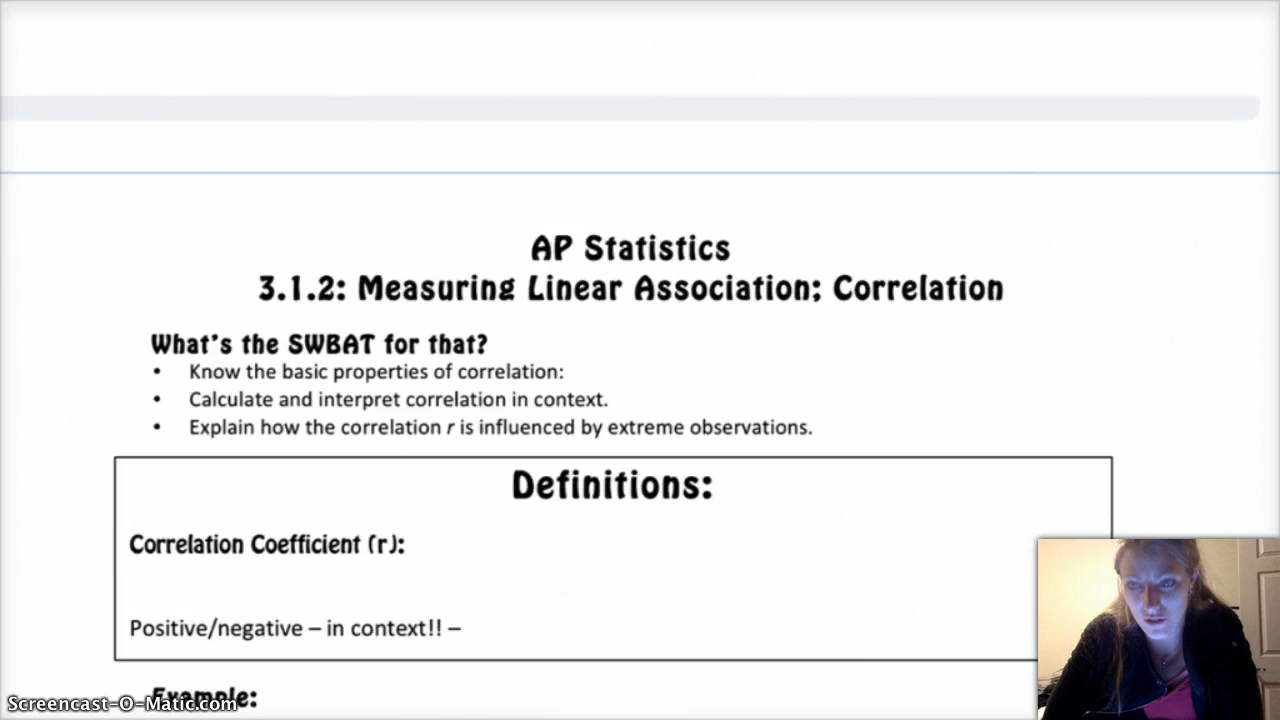 AP Statistics
3.1.2: Measuring Linear Association; Correlation
What's the SWBAT for that?
• Know the basic properties of correlation:
• Calculate and interpret correlation in context.
• Explain how the correlation r is influenced by extreme observations.
Definitions:
Correlation Coefficient (r):
Positive/negative – in context!! –
Example:
Screencast-O-Matic.com